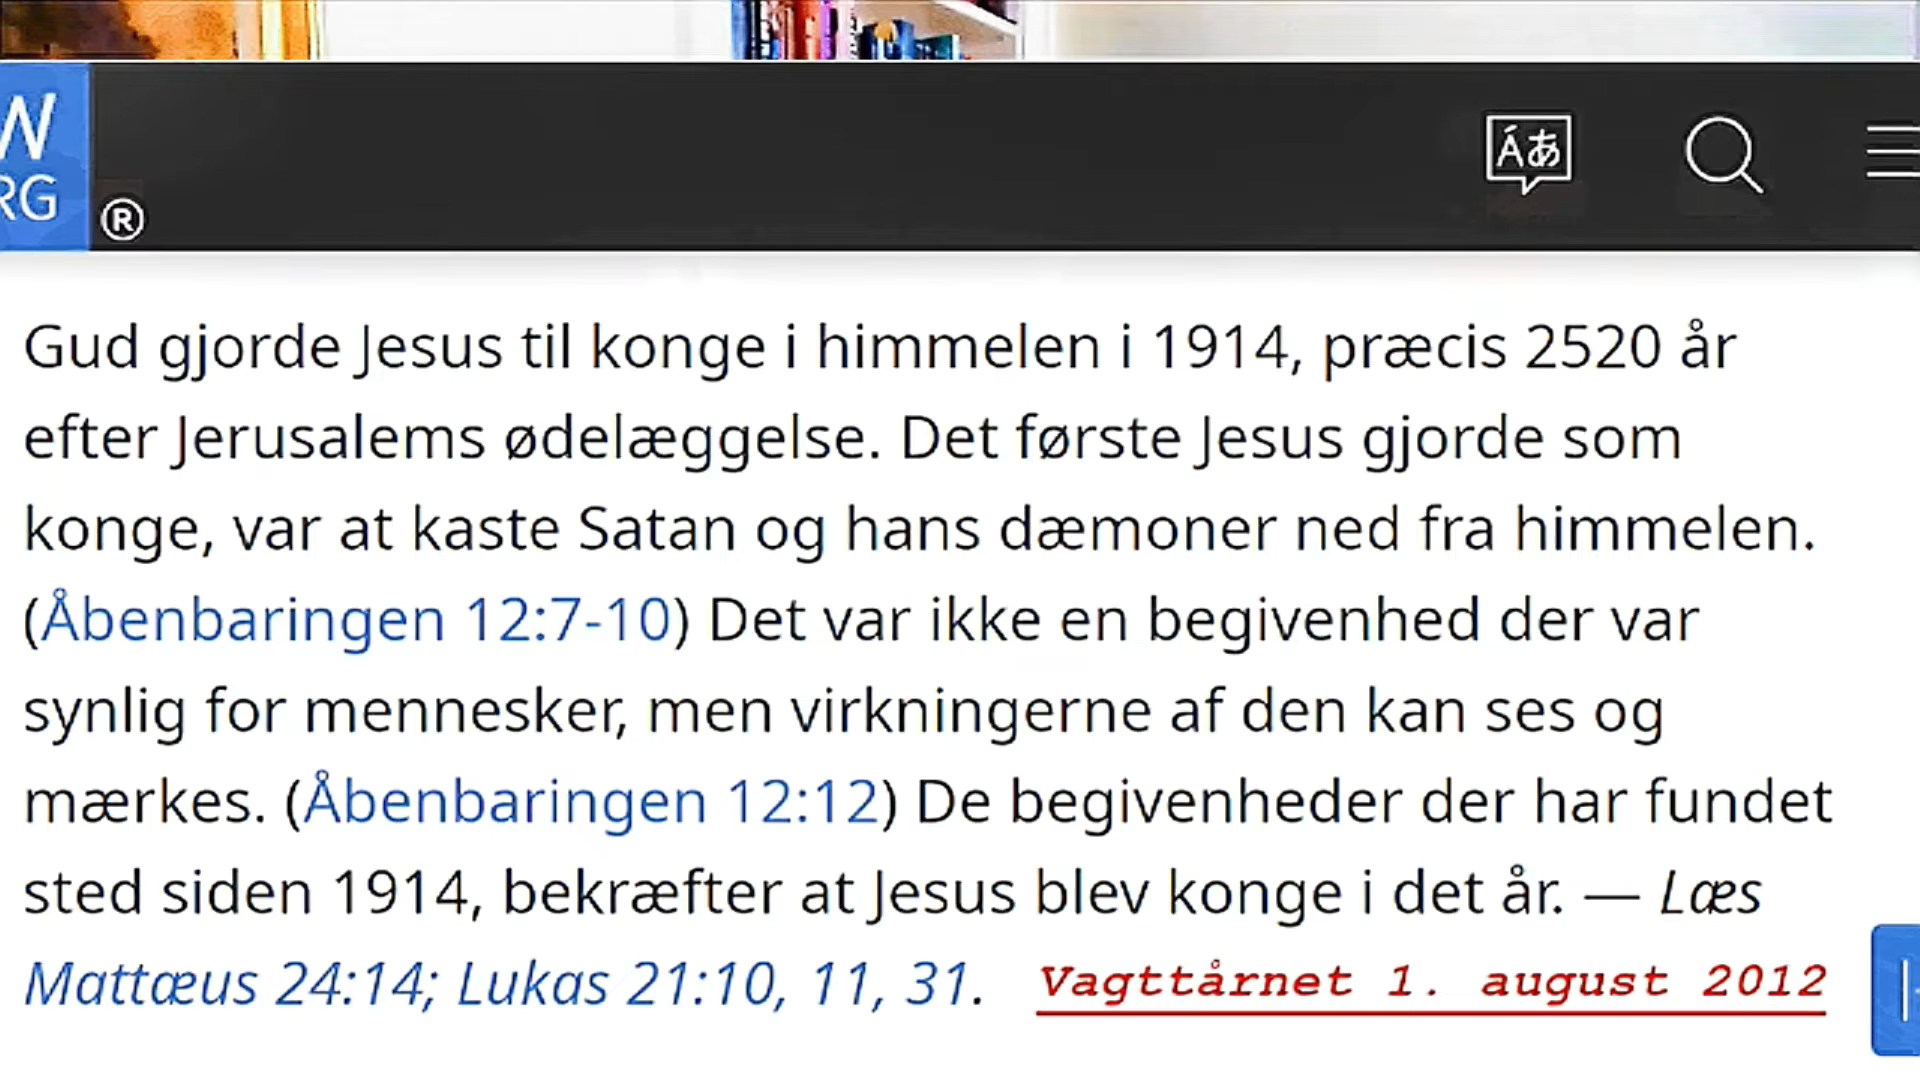 W
RG
®
Áあ
Gud gjorde Jesus til konge i himmelen i 1914, præcis 2520 år
efter Jerusalems ødelæggelse. Det første Jesus gjorde som
konge, var at kaste Satan og hans dæmoner ned fra himmelen.
(Åbenbaringen 12:7-10) Det var ikke en begivenhed der var
synlig for mennesker, men virkningerne af den kan ses og
mærkes. (Åbenbaringen 12:12) De begivenheder der har fundet
sted siden 1914, bekræfter at Jesus blev konge i det år. — Læs
Mattæus 24:14; Lukas 21:10, 11, 31. Vagttårnet 1. august 2012